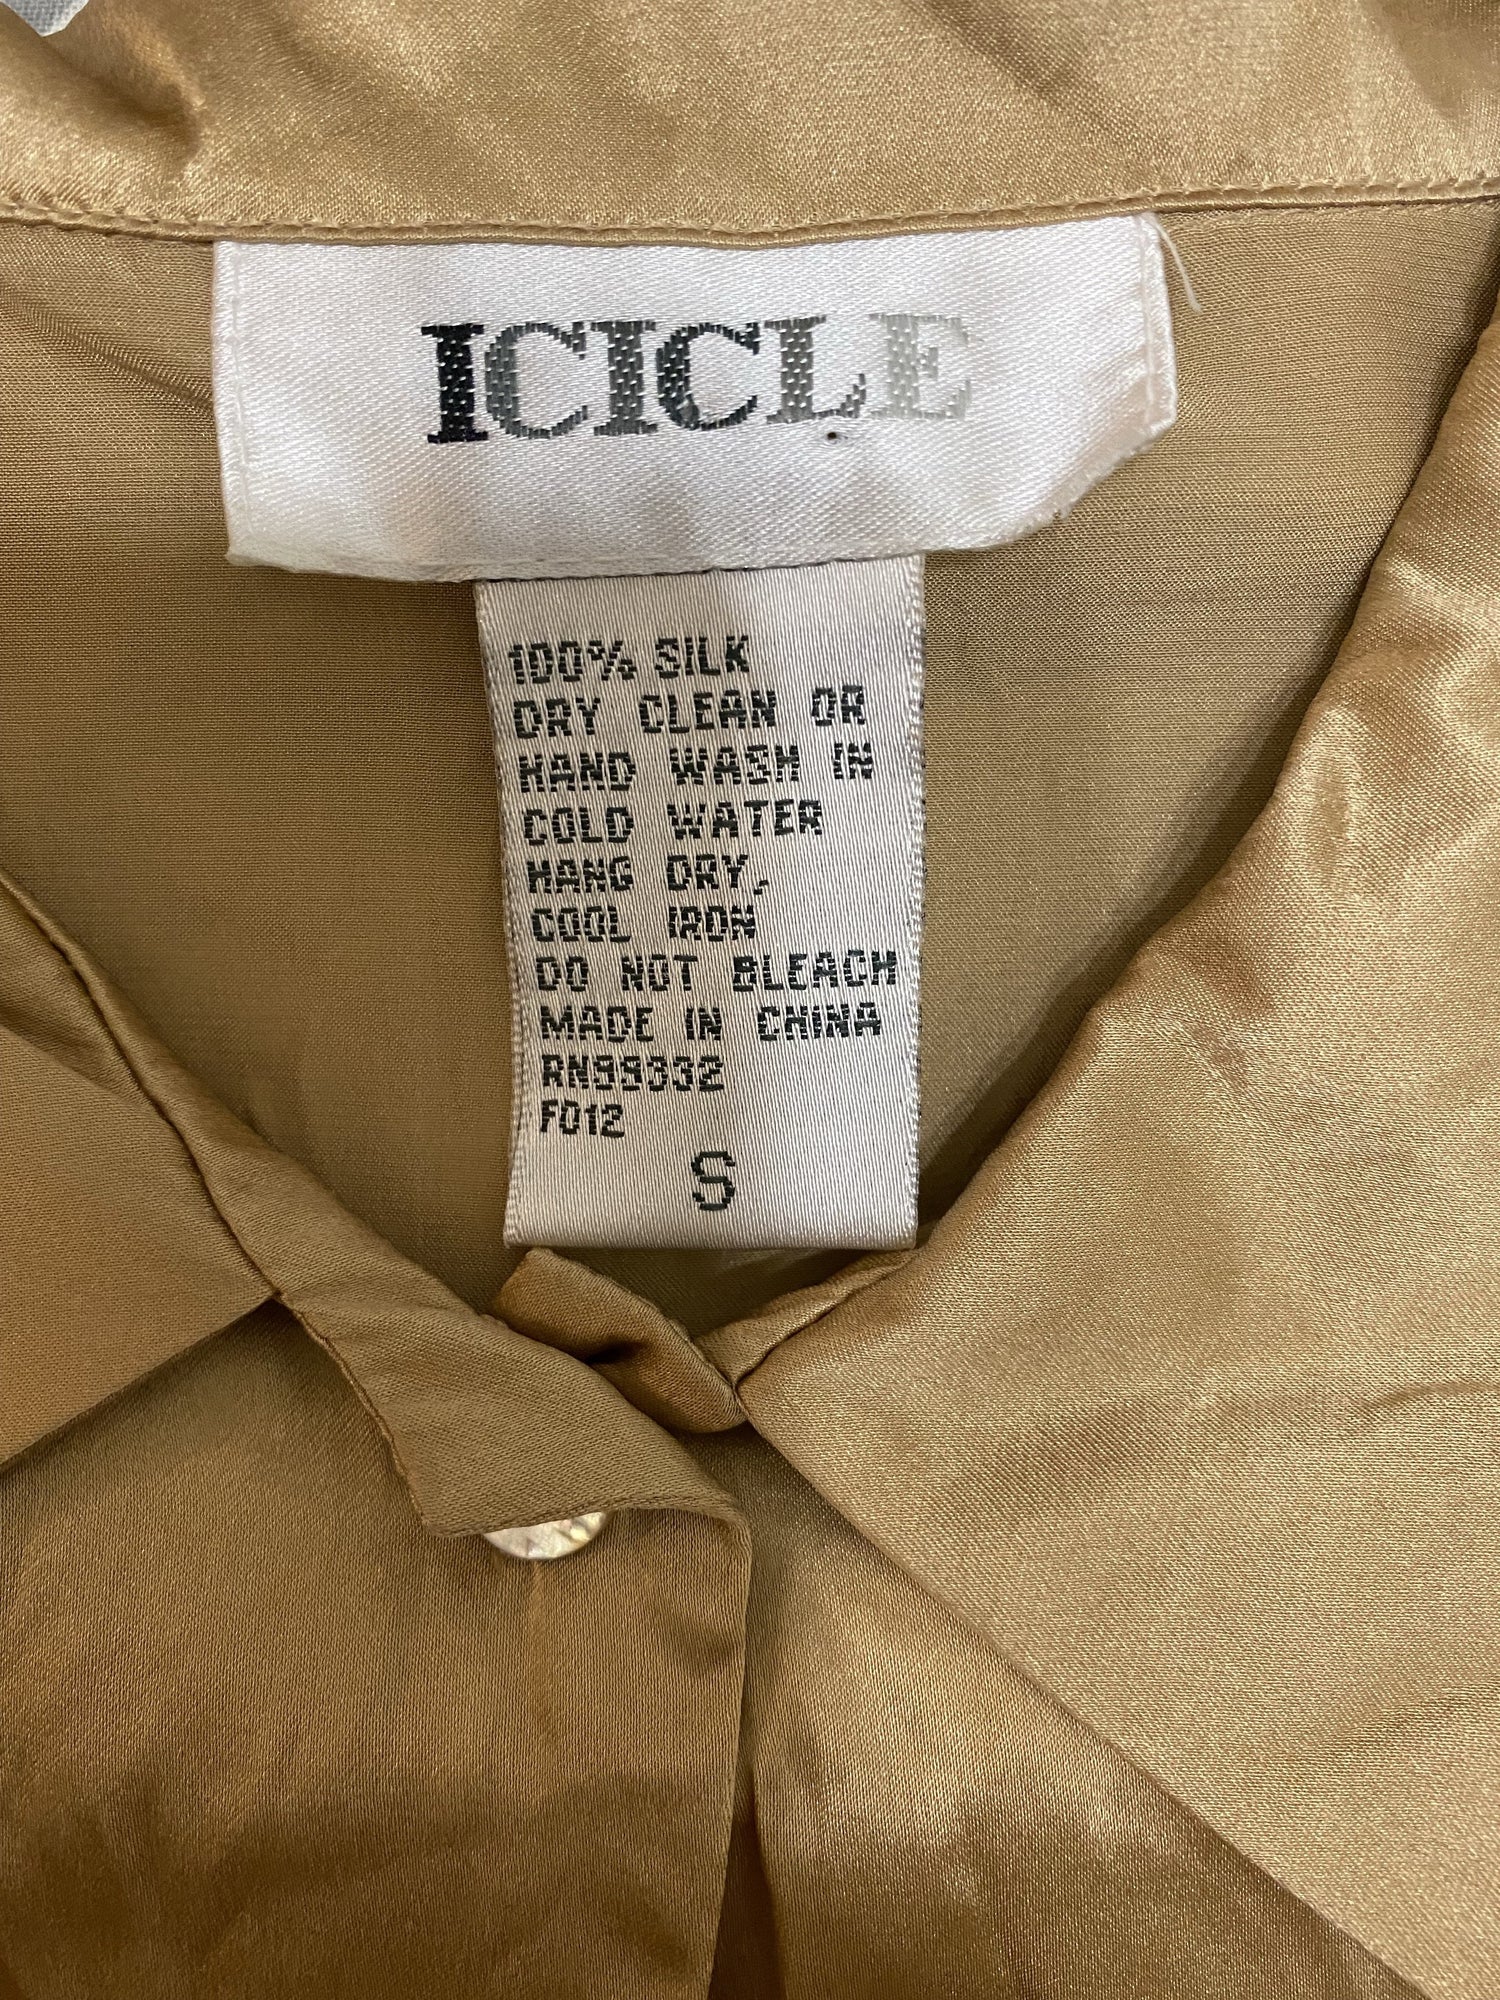 ICICLE
100% SILK
DRY CLEAN OR
HAND WASH IN
COLD WATER
HANG DRY,
COOL IRON
DO NOT BLEACH
MADE IN CHINA
RN99332
F012
S